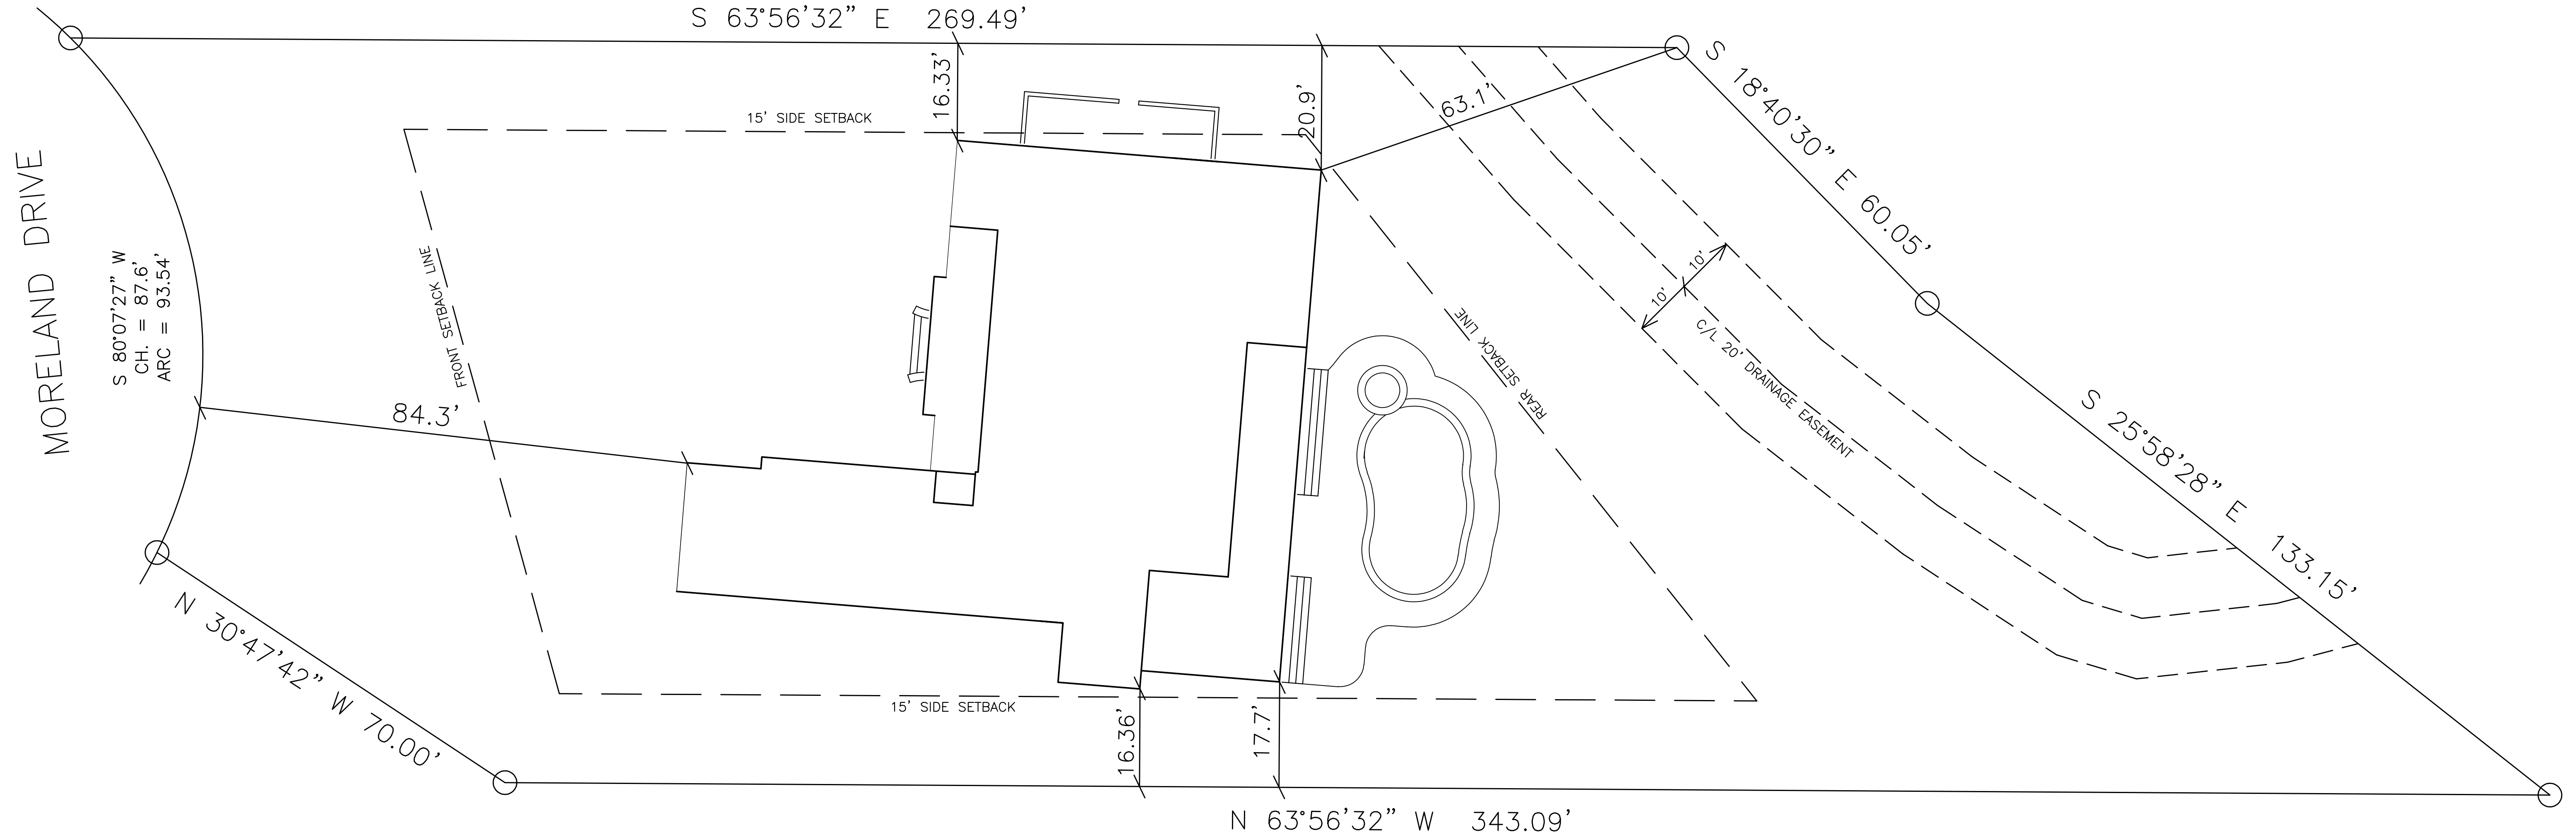 S 63°56'32" E 269.49'
16.33'
20.9'
63.1'
15' SIDE SETBACK
S 18°40'30" E 60.05'
MORELAND DRIVE
S 80°07'27" W
CH. = 87.6'
ARC = 93.54'
FRONT SETBACK LINE
84.3'
REAR SETBACK LINE
10'
10'
C/L 20' DRAINAGE EASEMENT
S 25°58'28" E 133.15'
N 30°47'42" W 70.00'
15' SIDE SETBACK
16.36'
17.7'
N 63°56'32" W 343.09'